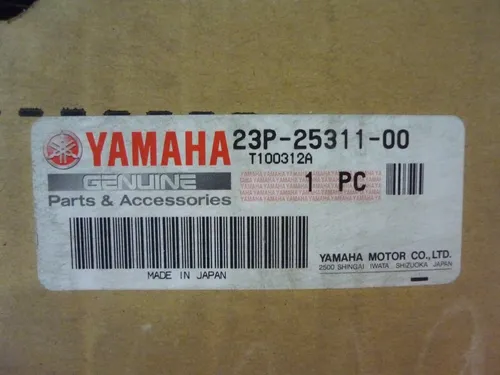 YAMAHA
GENUINE
Parts & Accessories
23P-25311-00
T100312A
1 PC
MADE IN JAPAN
YAMAHA MOTOR CO.,LTD.
2500 SHINGAI IWATA SHIZUOKA JAPAN